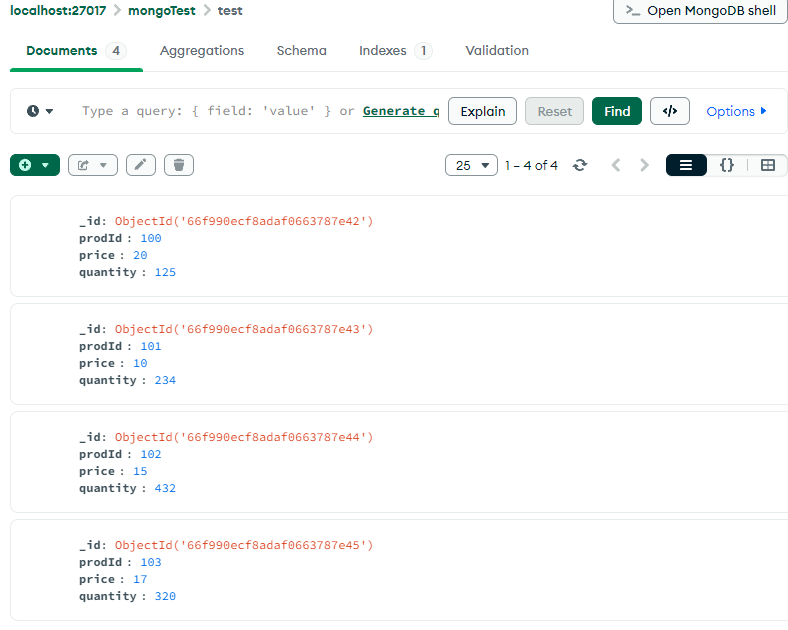 localhost:27017 > mongoTest > test
>_ Open MongoDB shell
Documents 4 Aggregations Schema Indexes 1 Validation
Type a query: { field: 'value' } or Generate q
Explain Reset Find </> Options
25 1 – 4 of 4 {}
_id: ObjectId('66f990ecf8adaf0663787e42')
prodId : 100
price : 20
quantity : 125
_id: ObjectId('66f990ecf8adaf0663787e43')
prodId : 101
price : 10
quantity : 234
_id: ObjectId('66f990ecf8adaf0663787e44')
prodId : 102
price : 15
quantity : 432
_id: ObjectId('66f990ecf8adaf0663787e45')
prodId : 103
price : 17
quantity : 320